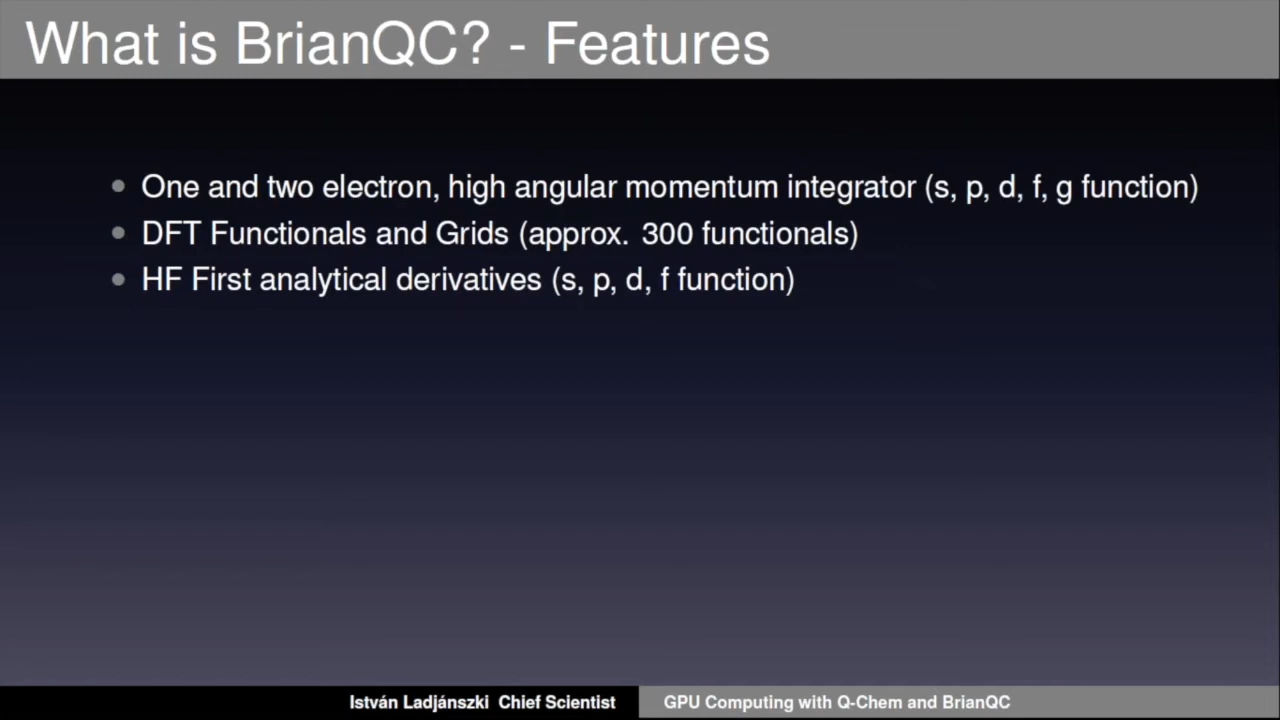 What is BrianQC? - Features
One and two electron, high angular momentum integrator (s, p, d, f, g function)
DFT Functionals and Grids (approx. 300 functionals)
HF First analytical derivatives (s, p, d, f function)
István Ladjánszki Chief Scientist
GPU Computing with Q-Chem and BrianQC